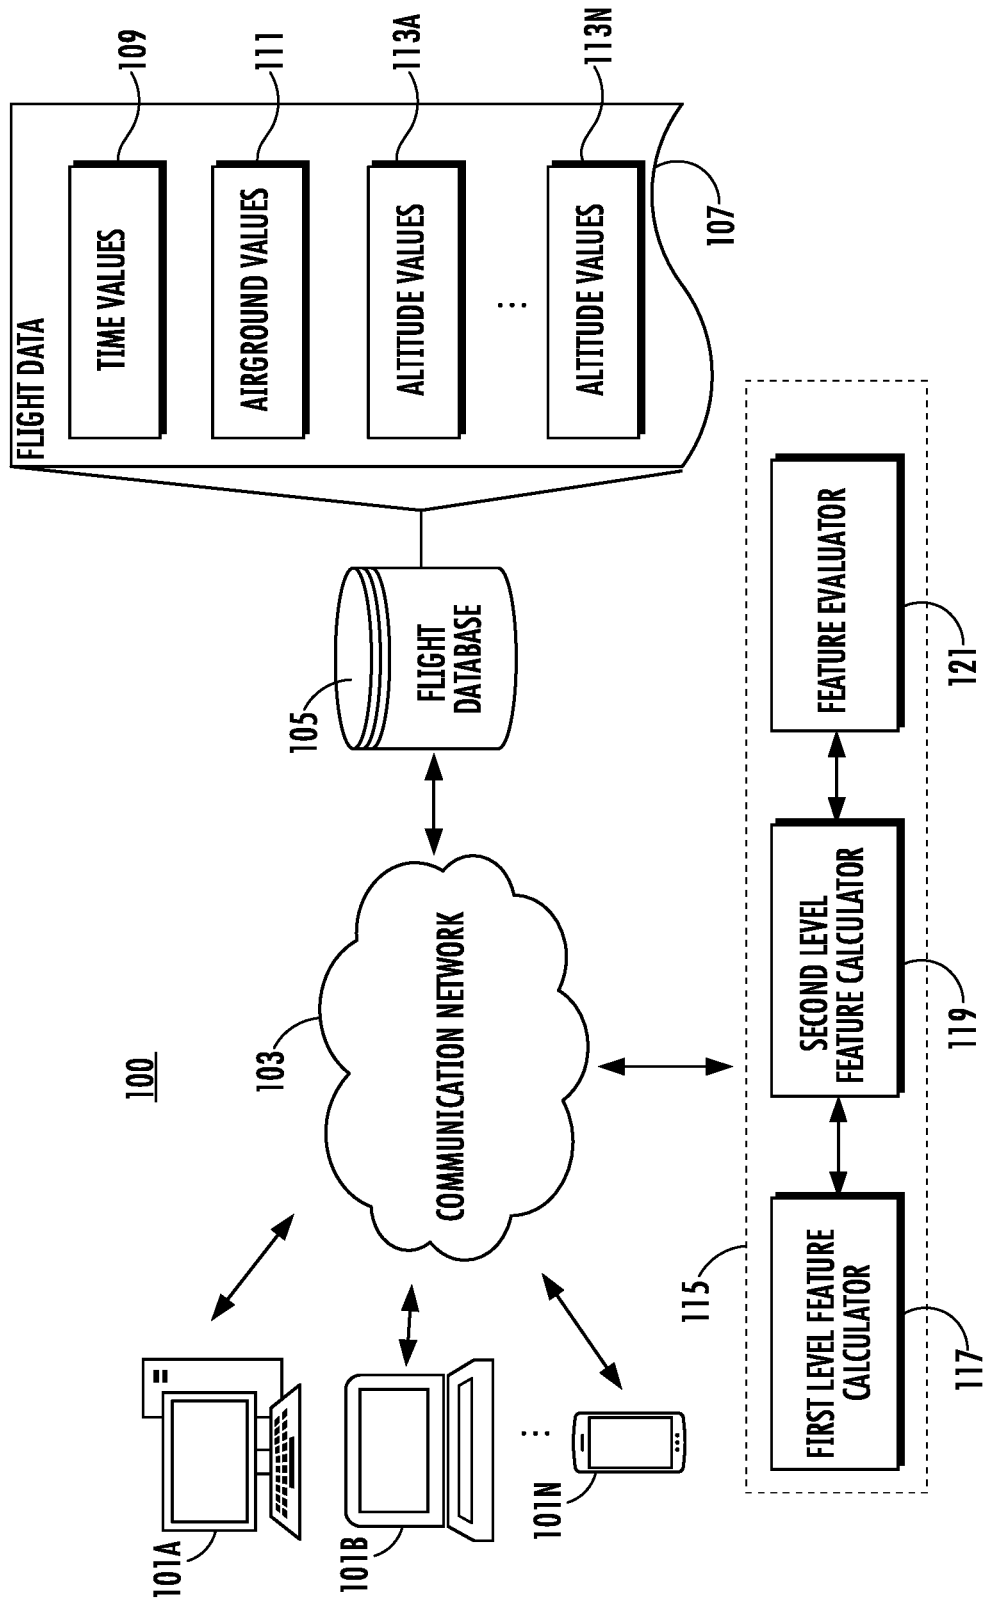 100
101A
101B
...
101N
103
COMMUNICATION NETWORK
105
FLIGHT
DATABASE
FLIGHT DATA
TIME VALUES
109
AIRGROUND VALUES
111
ALTITUDE VALUES
113A
...
ALTITUDE VALUES
113N
107
115
FIRST LEVEL FEATURE
CALCULATOR
117
SECOND LEVEL
FEATURE CALCULATOR
119
FEATURE EVALUATOR
121